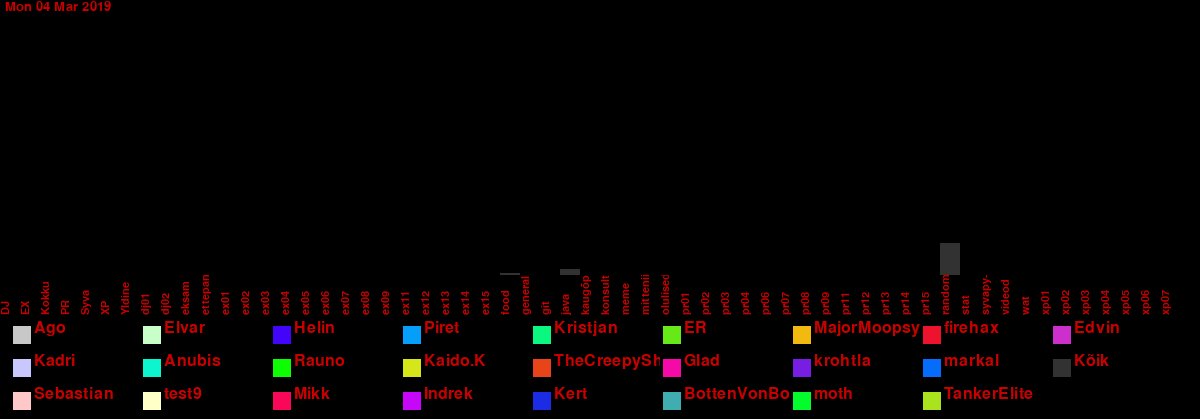 Mon 04 Mar 2019
DJ
EX
Kokku
PR
Syva
XP
Yldine
dj01
dj02
eksam
ettepan
ex01
ex02
ex03
ex04
ex05
ex06
ex07
ex08
ex09
ex11
ex12
ex13
ex14
ex15
food
general
git
java
kaugõp
konsult
meme
mittenii
olulised
pr01
pr02
pr03
pr04
pr06
pr07
pr08
pr09
pr11
pr12
pr13
pr14
pr15
random
stat
syvapy-
videod
wat
xp01
xp02
xp03
xp04
xp05
xp06
xp07
Ago Elvar Helin Piret Kristjan ER MajorMoopsy firehax Edvin
Kadri Anubis Rauno Kaido.K TheCreepySh Glad krohtla markal Kõik
Sebastian test9 Mikk Indrek Kert BottenVonBo moth TankerElite